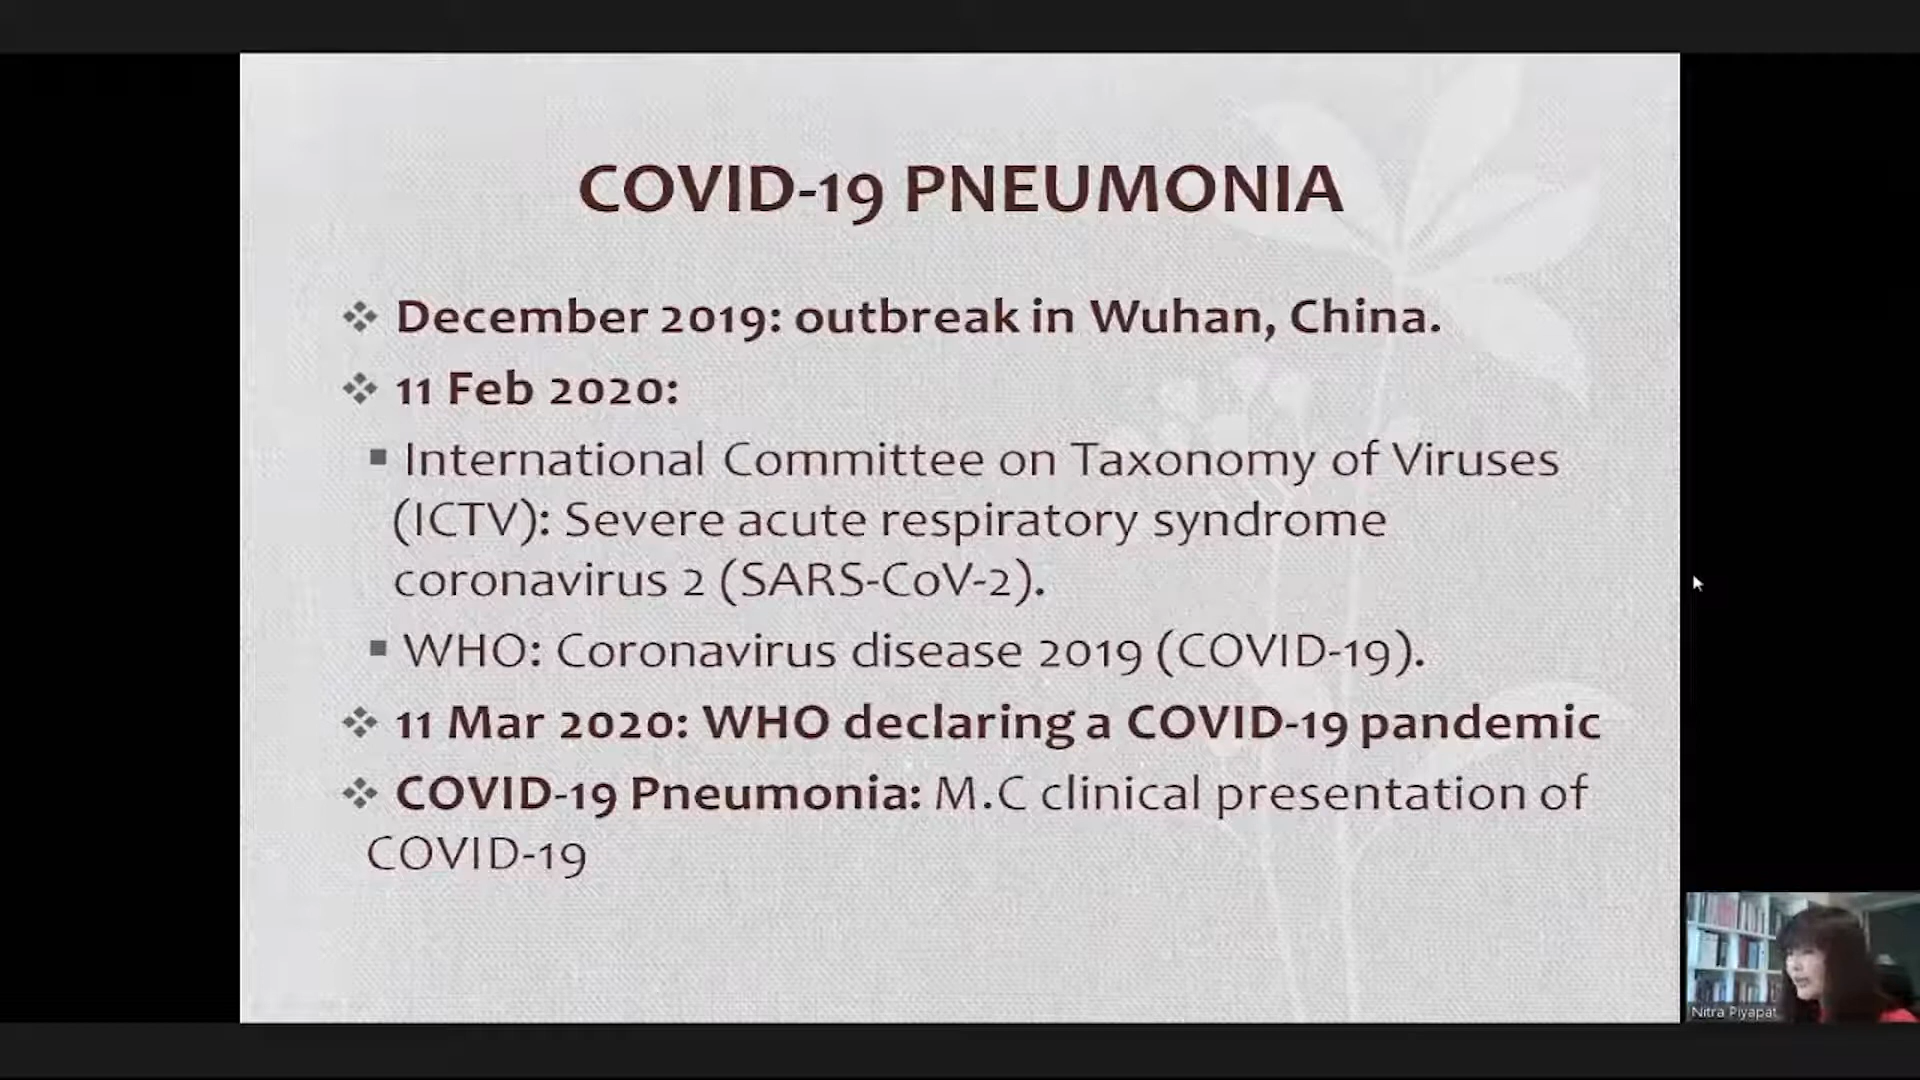 COVID-19 PNEUMONIA
December 2019: outbreak in Wuhan, China.
11 Feb 2020:
International Committee on Taxonomy of Viruses
(ICTV): Severe acute respiratory syndrome
coronavirus 2 (SARS-CoV-2).
WHO: Coronavirus disease 2019 (COVID-19).
11 Mar 2020: WHO declaring a COVID-19 pandemic
COVID-19 Pneumonia: M.C clinical presentation of
COVID-19
Nitra Piyapat